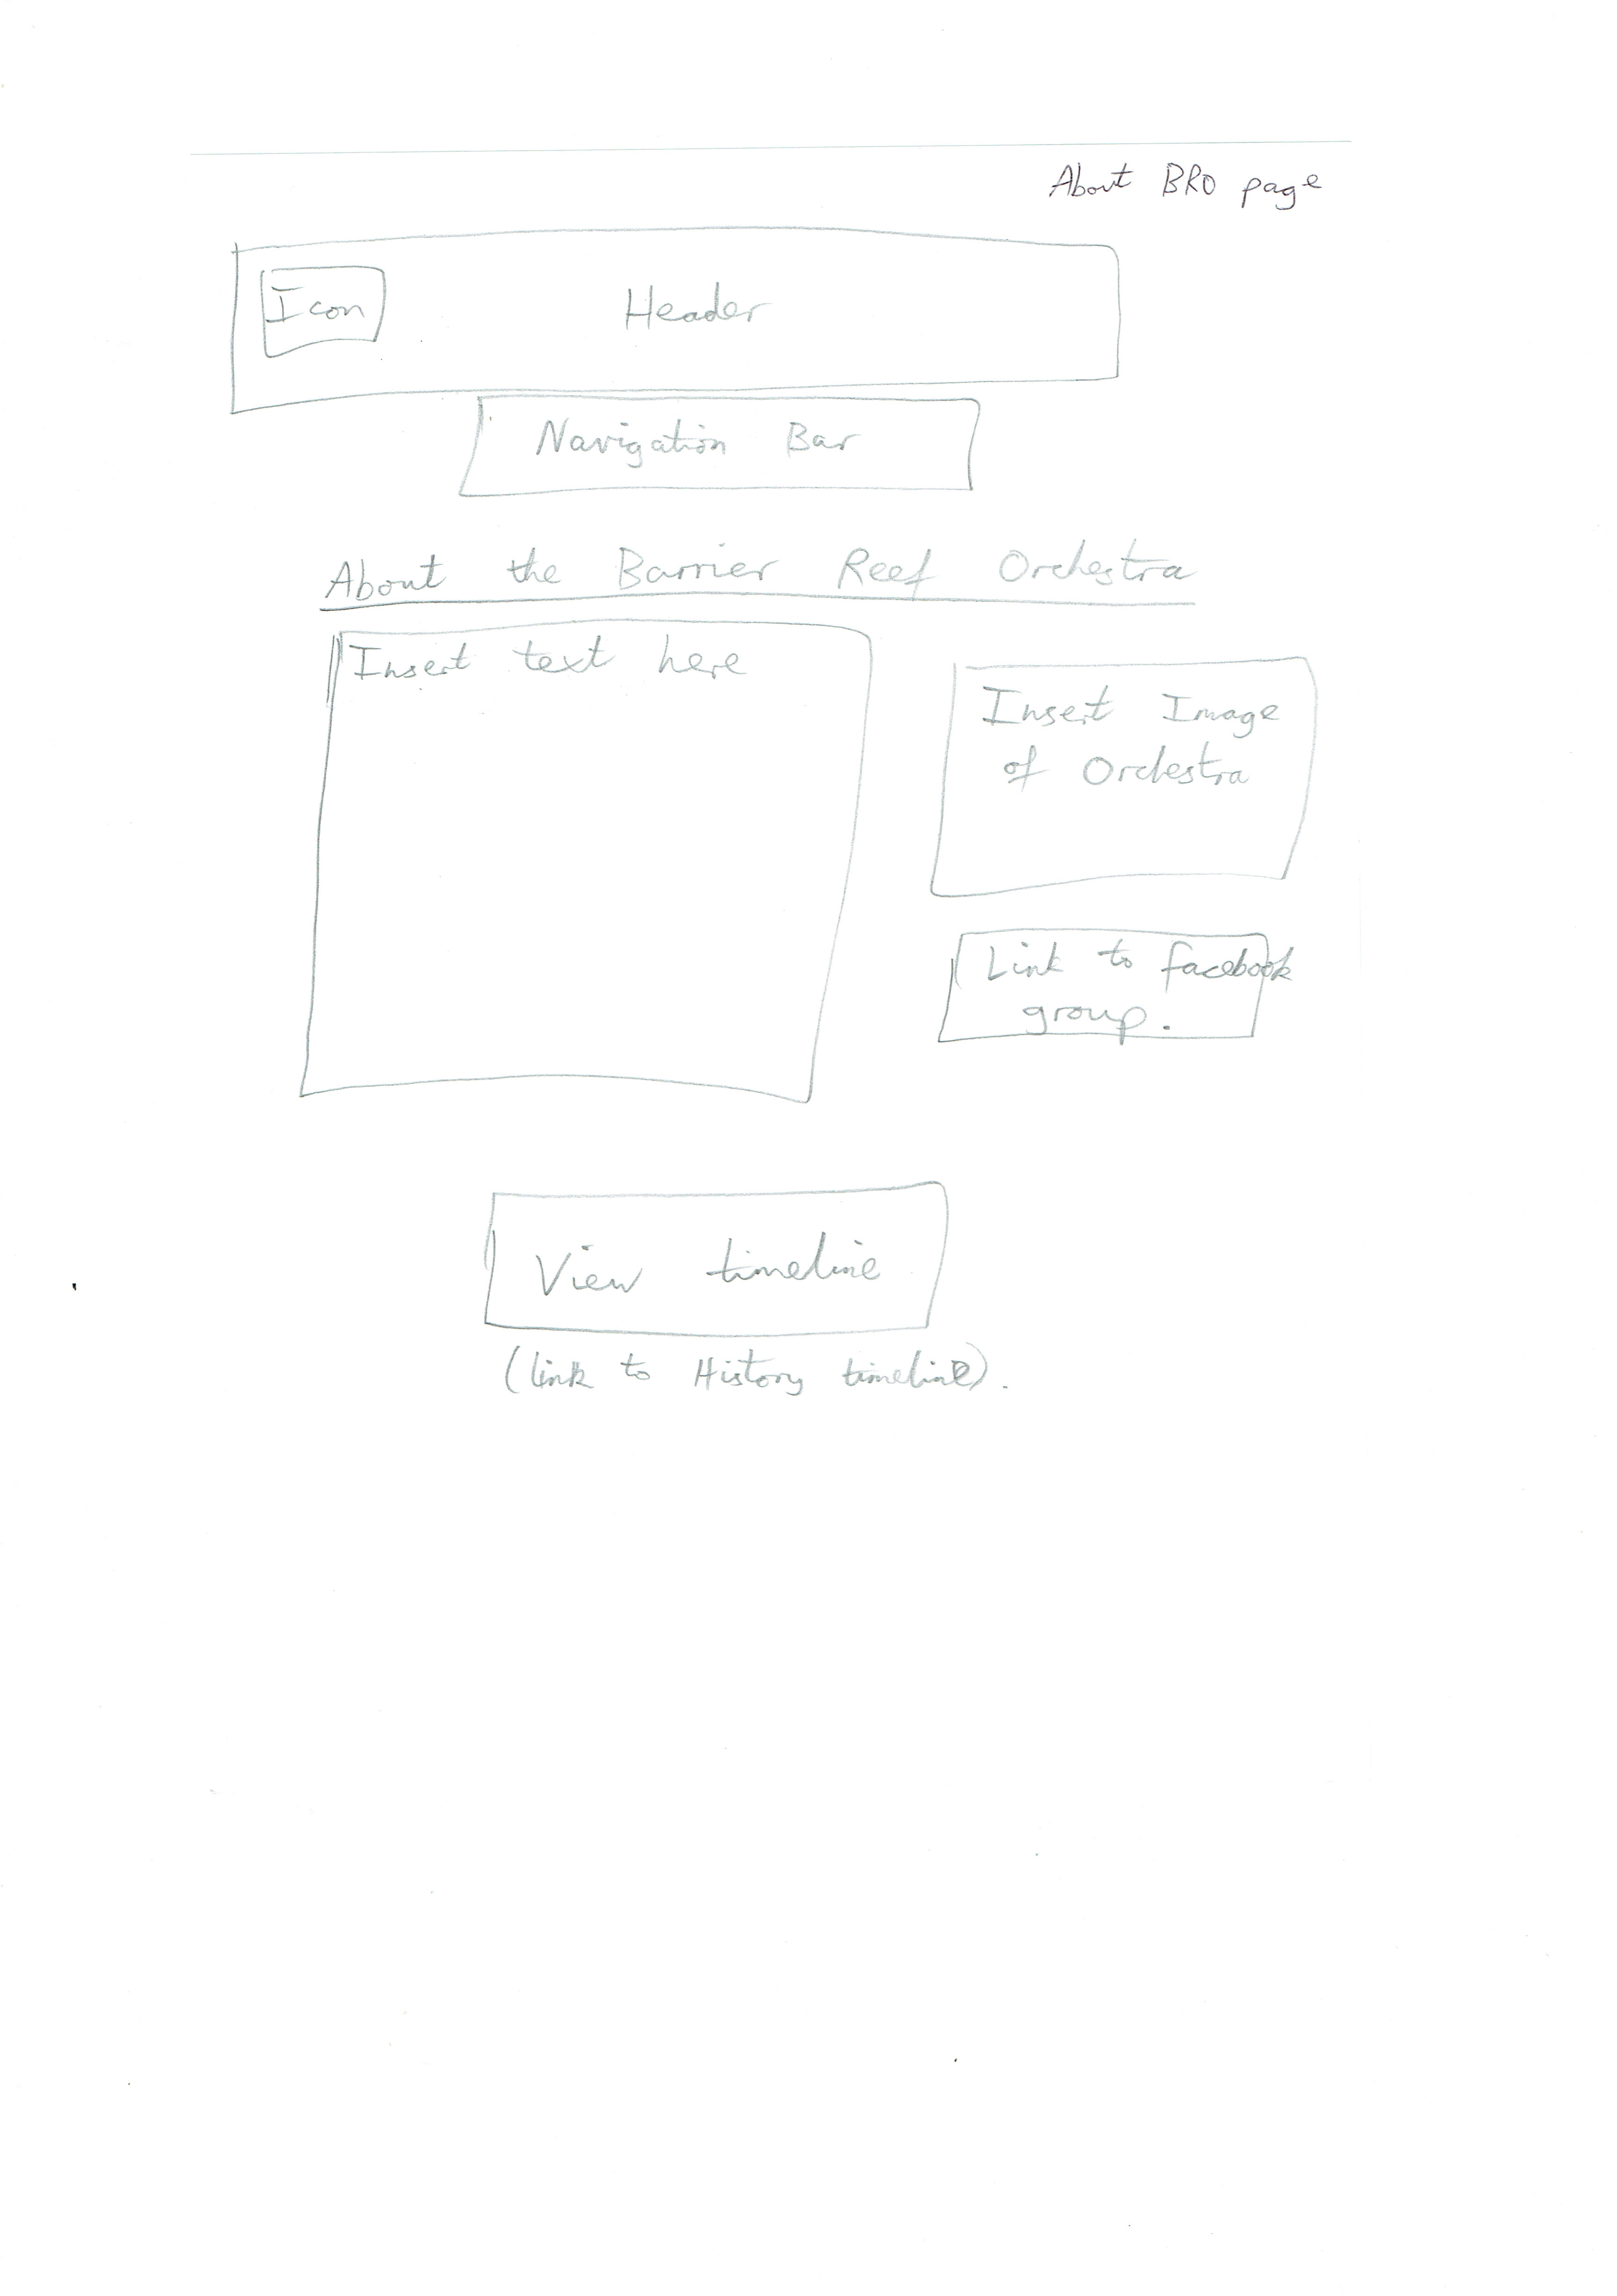 About BRO page
Icon
Header
Navigation Bar
About the Barrier Reef Orchestra
Insert text here
Insert Image
of Orchestra
Link to facebook
group.
View timeline
(link to History timeline).